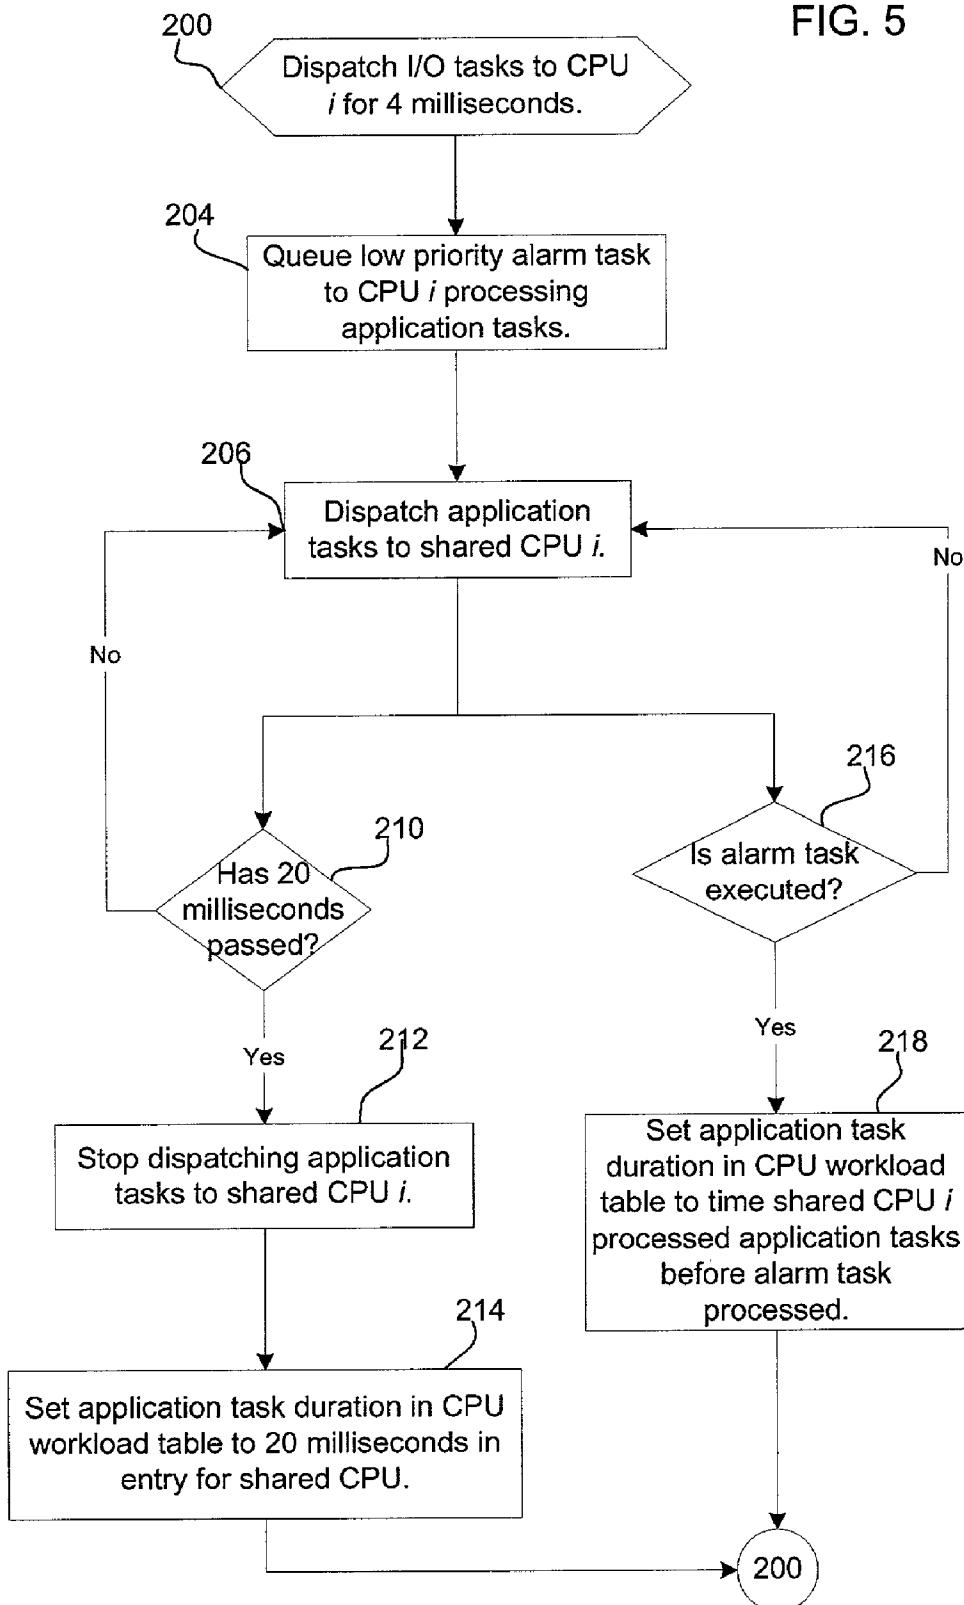 FIG. 5
200
Dispatch I/O tasks to CPU
i for 4 milliseconds.
204
Queue low priority alarm task
to CPU i processing
application tasks.
206
Dispatch application
tasks to shared CPU i.
No
No
216
Is alarm task
executed?
210
Has 20
milliseconds
passed?
Yes
Yes
212
Stop dispatching application
tasks to shared CPU i.
218
Set application task
duration in CPU workload
table to time shared CPU i
processed application tasks
before alarm task
processed.
214
Set application task duration in CPU
workload table to 20 milliseconds in
entry for shared CPU.
200